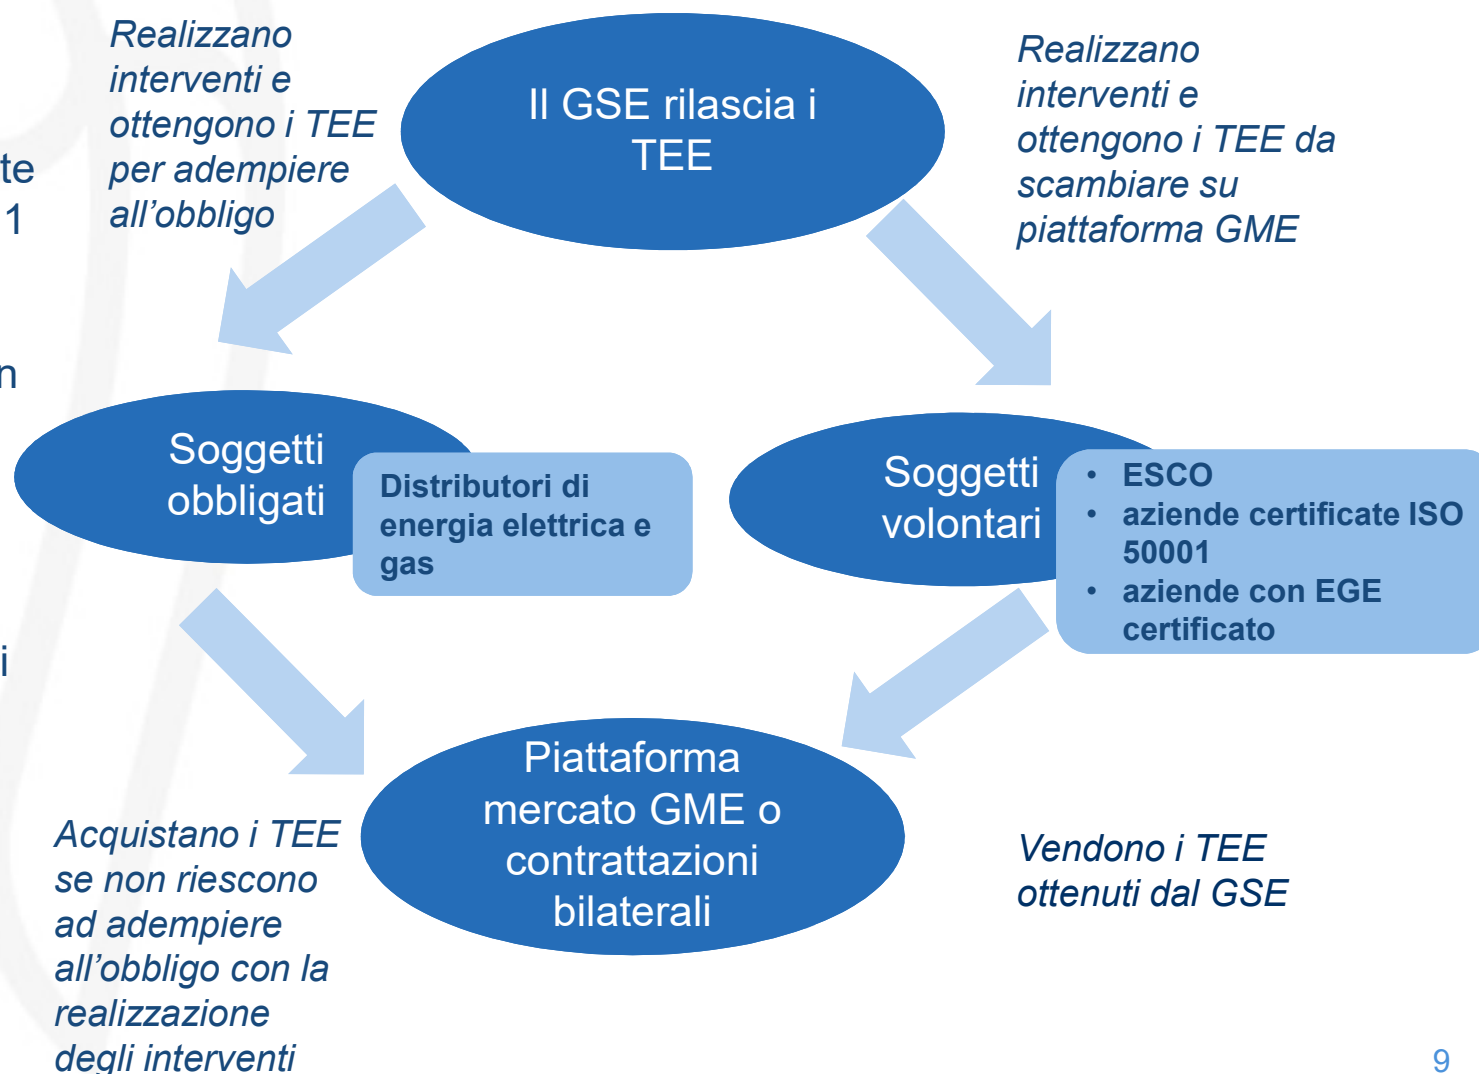 Realizzano
interventi e
ottengono i TEE
per adempiere
all’obbligo
Il GSE rilascia i
TEE
Realizzano
interventi e
ottengono i TEE da
scambiare su
piattaforma GME
te
1
n
i
Soggetti
obbligati
Distributori di
energia elettrica e
gas
Soggetti
volontari
• ESCO
• aziende certificate ISO
50001
• aziende con EGE
certificato
Piattaforma
mercato GME o
contrattazioni
bilaterali
Acquistano i TEE
se non riescono
ad adempiere
all’obbligo con la
realizzazione
degli interventi
Vendono i TEE
ottenuti dal GSE
9